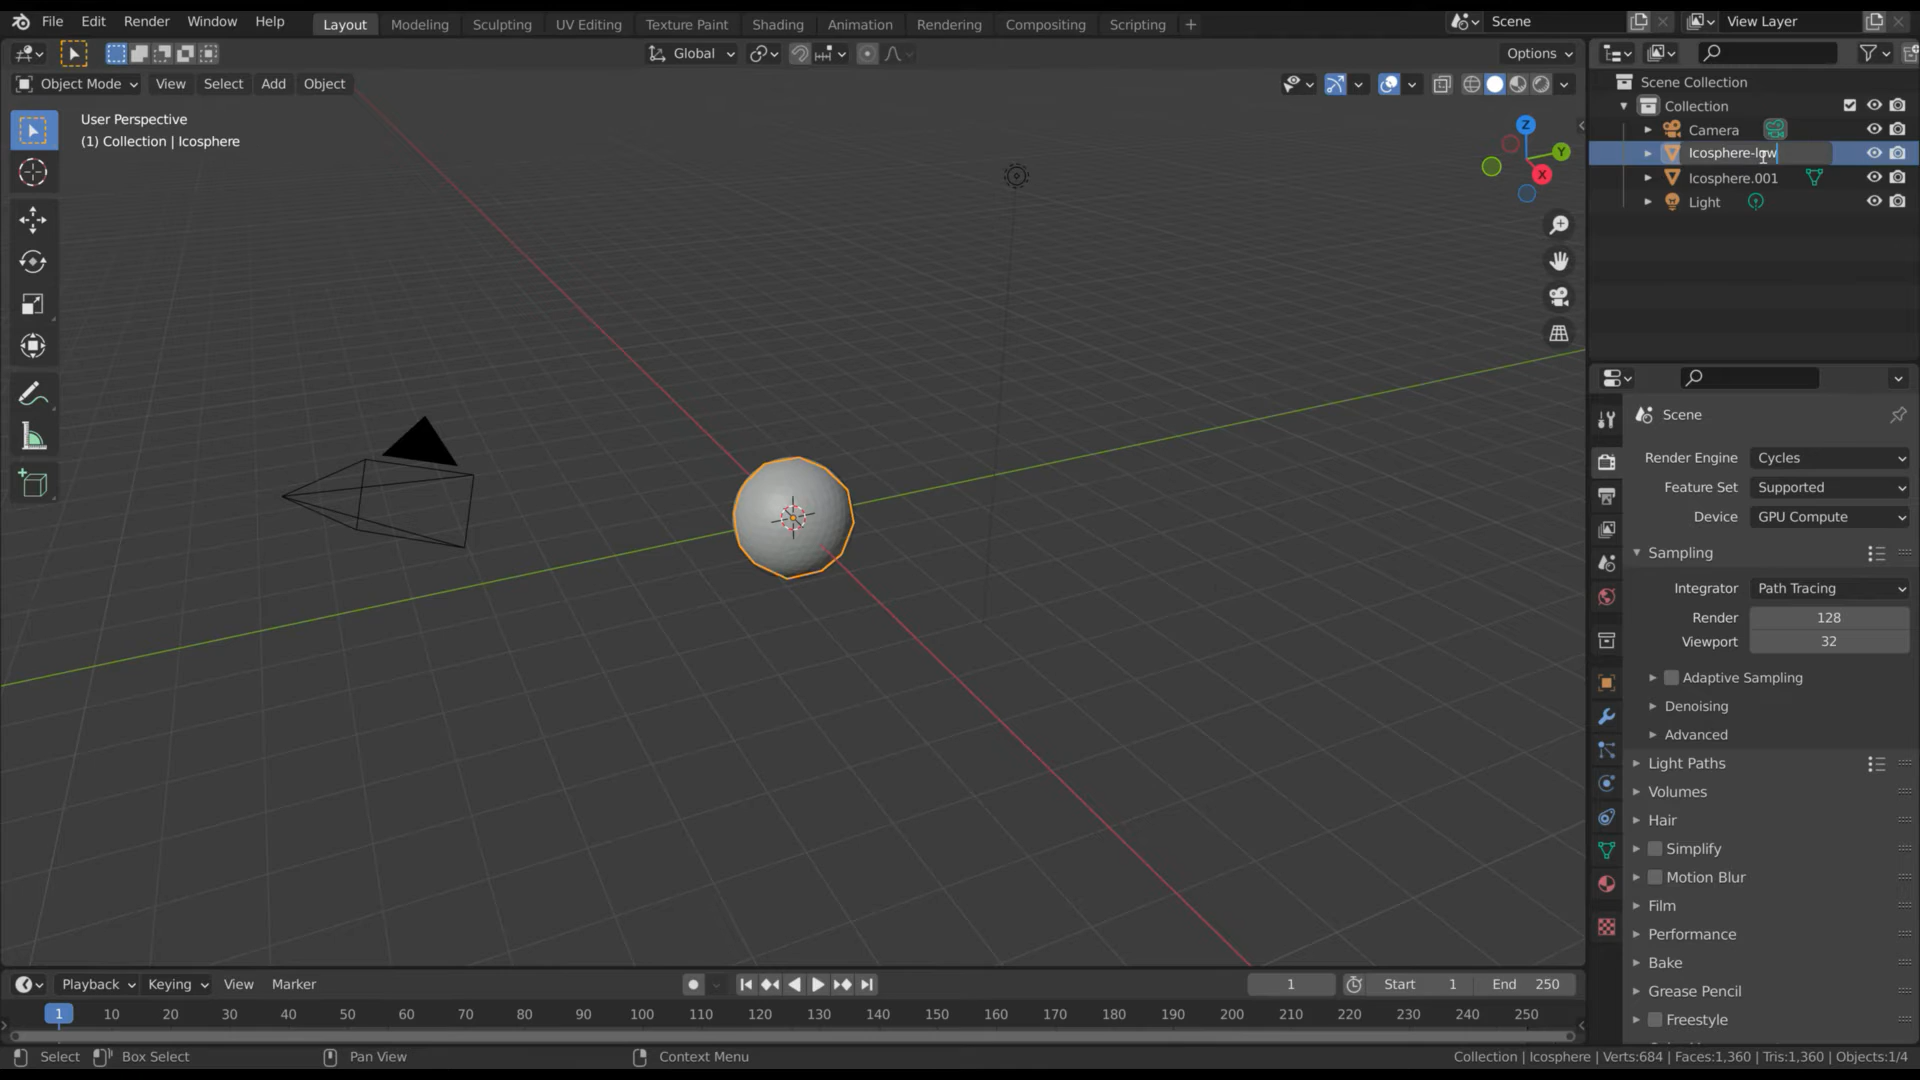 File Edit Render Window Help
Layout Modeling Sculpting UV Editing Texture Paint Shading Animation Rendering Compositing Scripting +
Scene
View Layer
Global
Options
Object Mode View Select Add Object
User Perspective
(1) Collection | Icosphere
Z
Y
X
Scene Collection
Collection
Camera
Icosphere-low
Icosphere.001
Light
Scene
Render Engine Cycles
Feature Set Supported
Device GPU Compute
Sampling
Integrator Path Tracing
Render 128
Viewport 32
Adaptive Sampling
Denoising
Advanced
Light Paths
Volumes
Hair
Simplify
Motion Blur
Film
Performance
Bake
Grease Pencil
Freestyle
Playback Keying View Marker
1 Start 1 End 250
1 10 20 30 40 50 60 70 80 90 100 110 120 130 140 150 160 170 180 190 200 210 220 230 240 250
Select Box Select Pan View Context Menu
Collection | Icosphere | Verts:684 | Faces:1,360 | Tris:1,360 | Objects:1/4